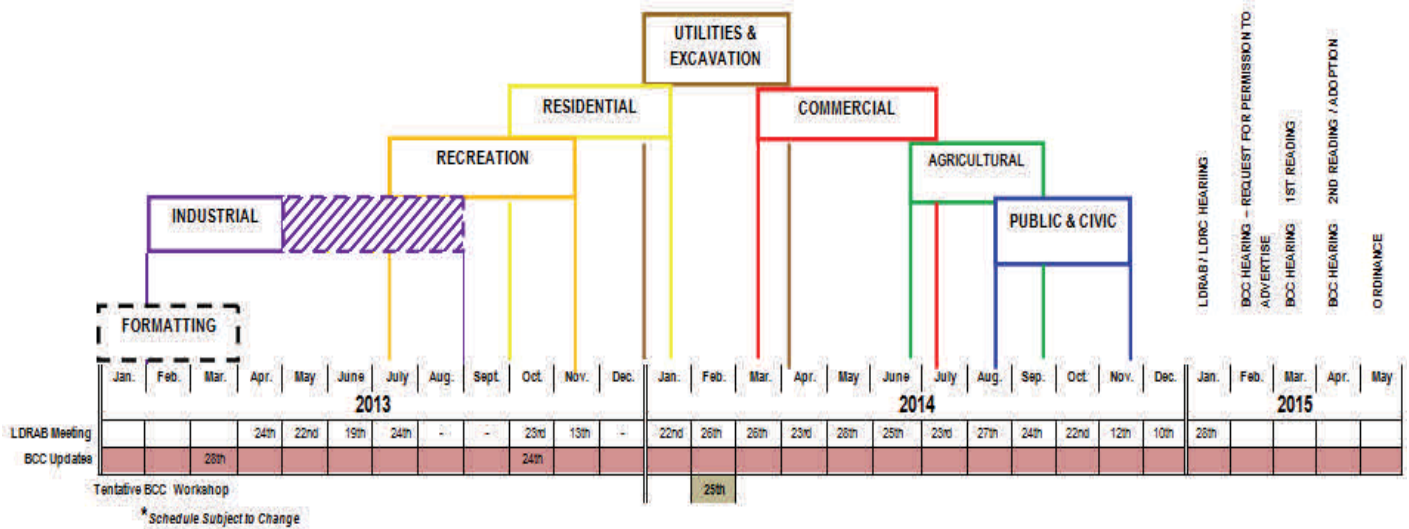 UTILITIES &
EXCAVATION
RESIDENTIAL
COMMERCIAL
RECREATION
AGRICULTURAL
INDUSTRIAL
PUBLIC & CIVIC
FORMATTING
LDRAB / LDRC HEARING
BCC HEARING – REQUEST FOR PERMISSION TO
ADVERTISE
BCC HEARING 1ST READING
BCC HEARING 2ND READING / ADOPTION
ORDINANCE
Jan. Feb. Mar. Apr. May June July Aug. Sept. Oct. Nov. Dec. Jan. Feb. Mar. Apr. May June July Aug. Sep. Oct. Nov. Dec. Jan. Feb. Mar. Apr. May
2013 2014 2015
LDRAB Meeting 24th 22nd 19th 24th - - 23rd 13th - 22nd 26th 26th 23rd 28th 25th 23rd 27th 24th 22nd 12th 10th 28th
BCC Updates 28th 24th
Tentative BCC Workshop 25th
* Schedule Subject to Change